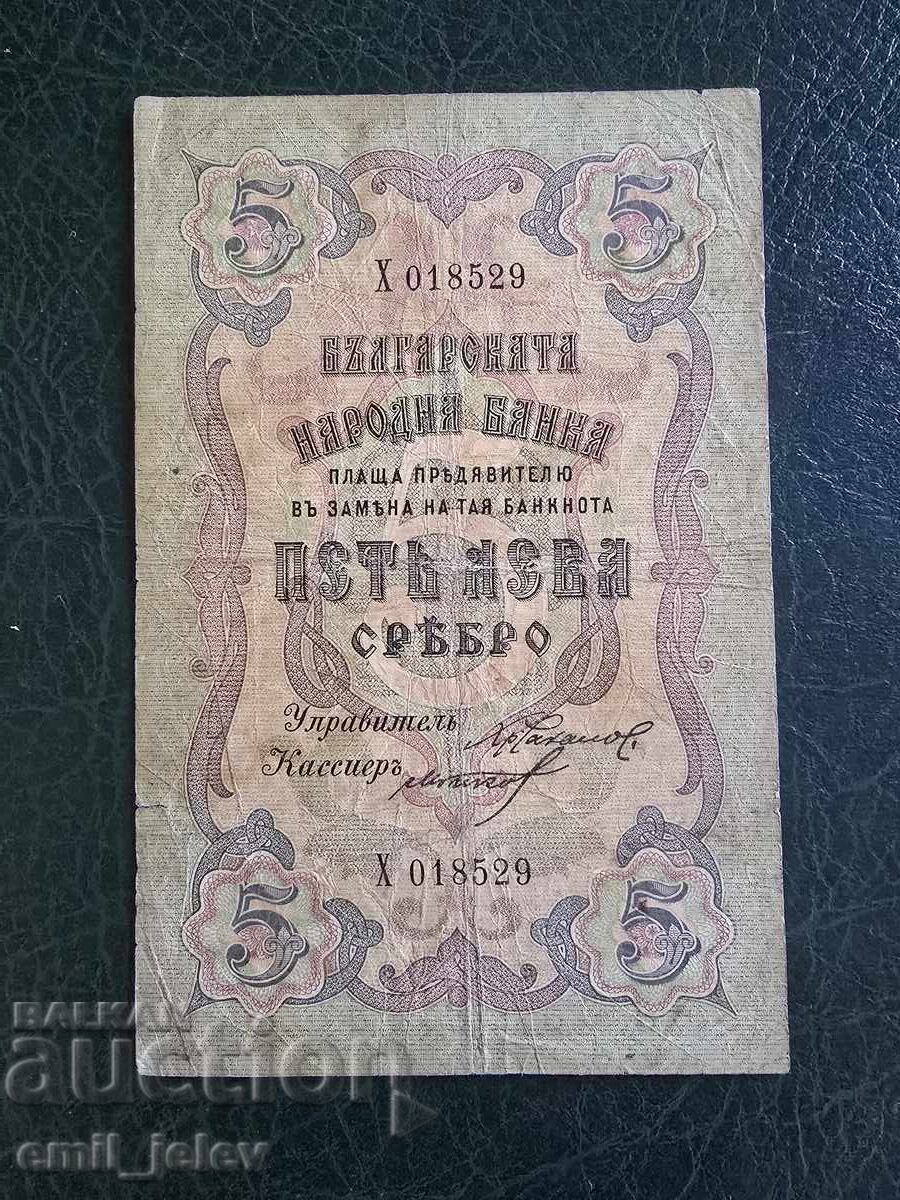 5 5
Х 018529
БЪЛГАРСКАТА
НАРОДНА БАНКА
ПЛАЩА ПРѢДЯВИТЕЛЮ
ВЪ ЗАМѢНА НА ТАЯ БАНКНОТА
ПЕТЬ ЛЕВА
СРѢБРО
Управитель
Кассиеръ
Х 018529
5 5
BALKAN
auction
emil_jelev